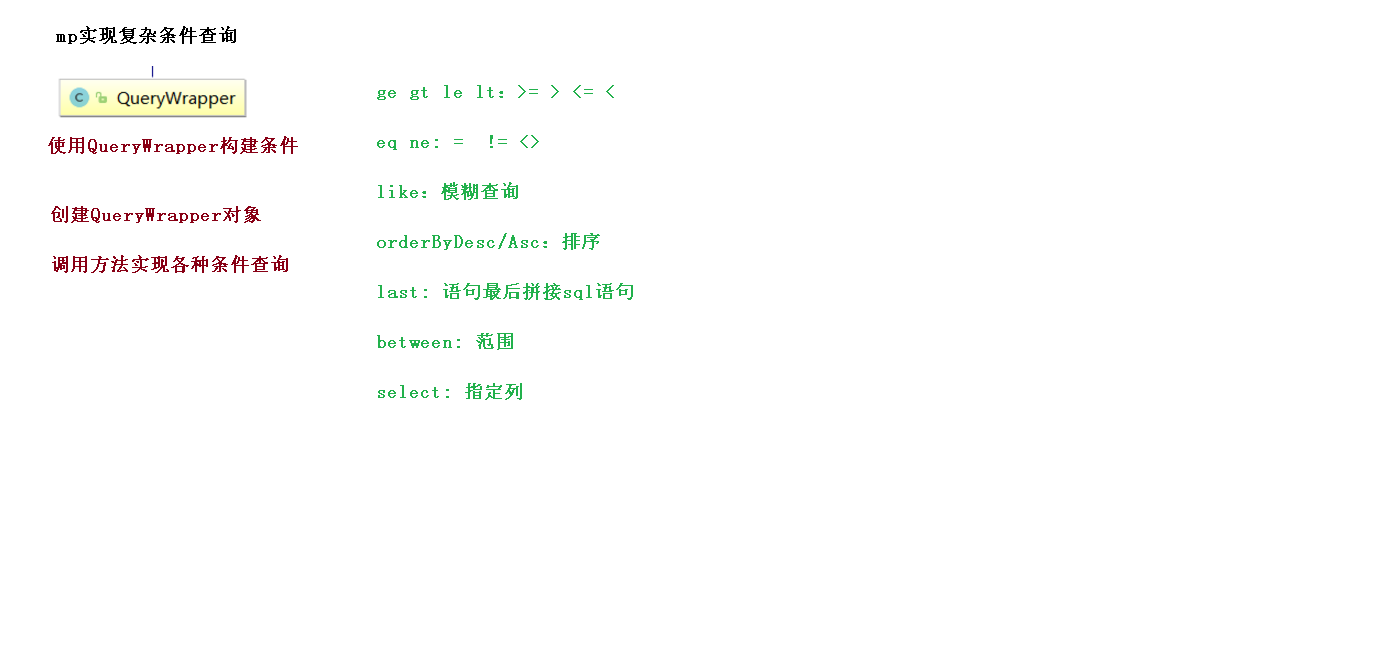 mp实现复杂条件查询
C QueryWrapper
使用QueryWrapper构建条件
创建QueryWrapper对象
调用方法实现各种条件查询
ge gt le lt：>= > <= <
eq ne: =  != <>
like：模糊查询
orderByDesc/Asc：排序
last: 语句最后拼接sql语句
between: 范围
select: 指定列